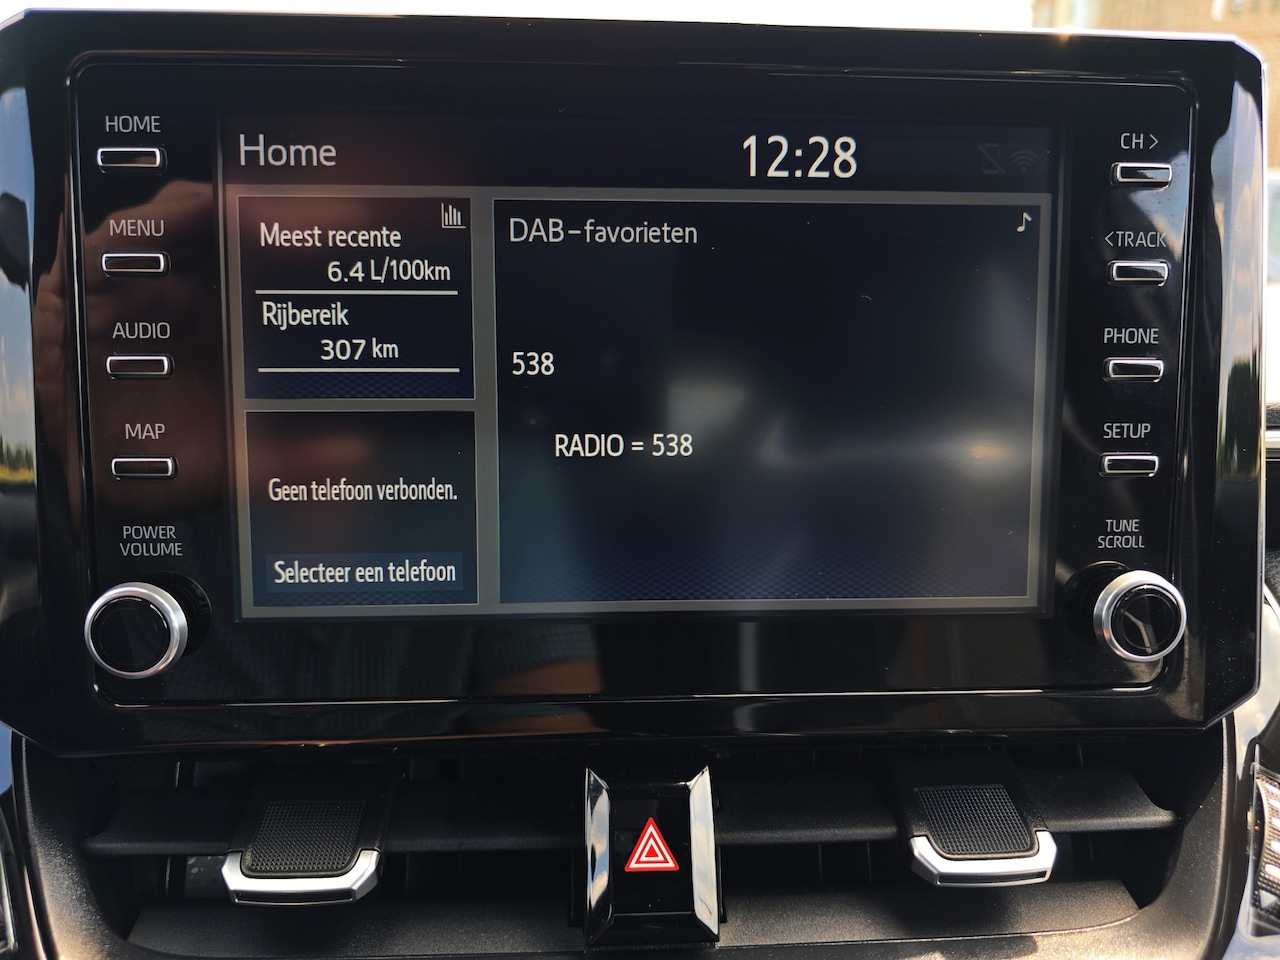 HOME
MENU
AUDIO
MAP
POWER
VOLUME
Home
12:28
Meest recente
6.4 L/100km
Rijbereik
307 km
Geen telefoon verbonden.
Selecteer een telefoon
DAB-favorieten
538
RADIO = 538
CH >
<TRACK
PHONE
SETUP
TUNE
SCROLL